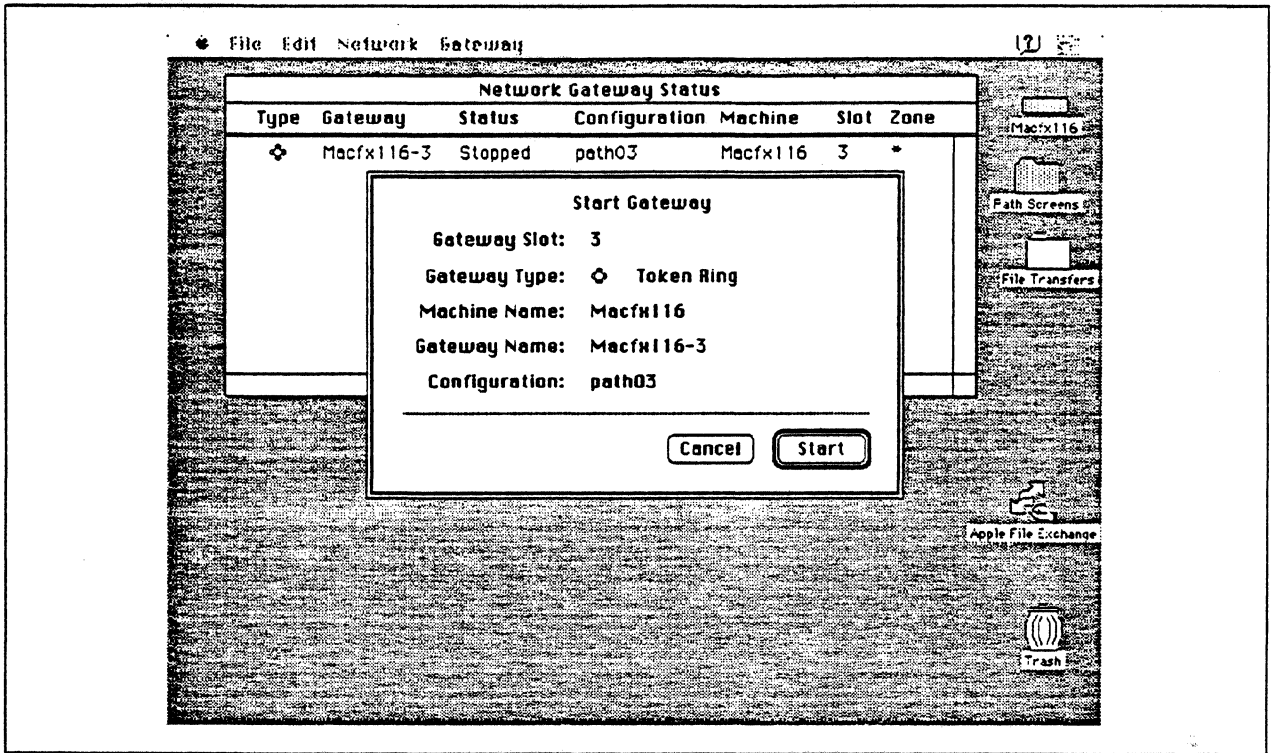 File Edit Network Gateway
Network Gateway Status
Type Gateway Status Configuration Machine Slot Zone
Macfx116-3 Stopped path03 Macfx116 3 *
Start Gateway
Gateway Slot: 3
Gateway Type: Token Ring
Machine Name: Macfx116
Gateway Name: Macfx116-3
Configuration: path03
Cancel Start
Macfx116
Path Screens
File Transfers
Apple File Exchange
Trash